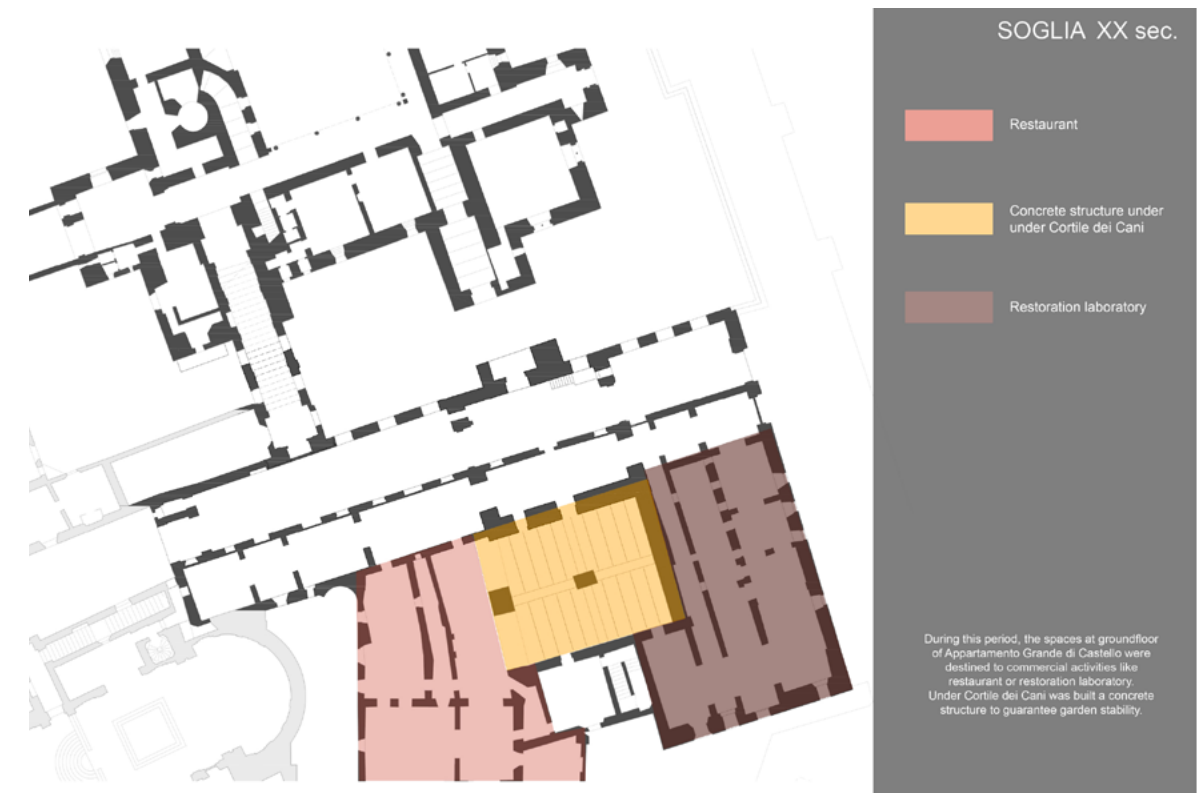 SOGLIA XX sec.
Restaurant
Concrete structure under
under Cortile dei Cani
Restoration laboratory
During this period, the spaces at groundfloor
of Appartamento Grande di Castello were
destined to commercial activities like
restaurant or restoration laboratory.
Under Cortile dei Cani was built a concrete
structure to guarantee garden stability.